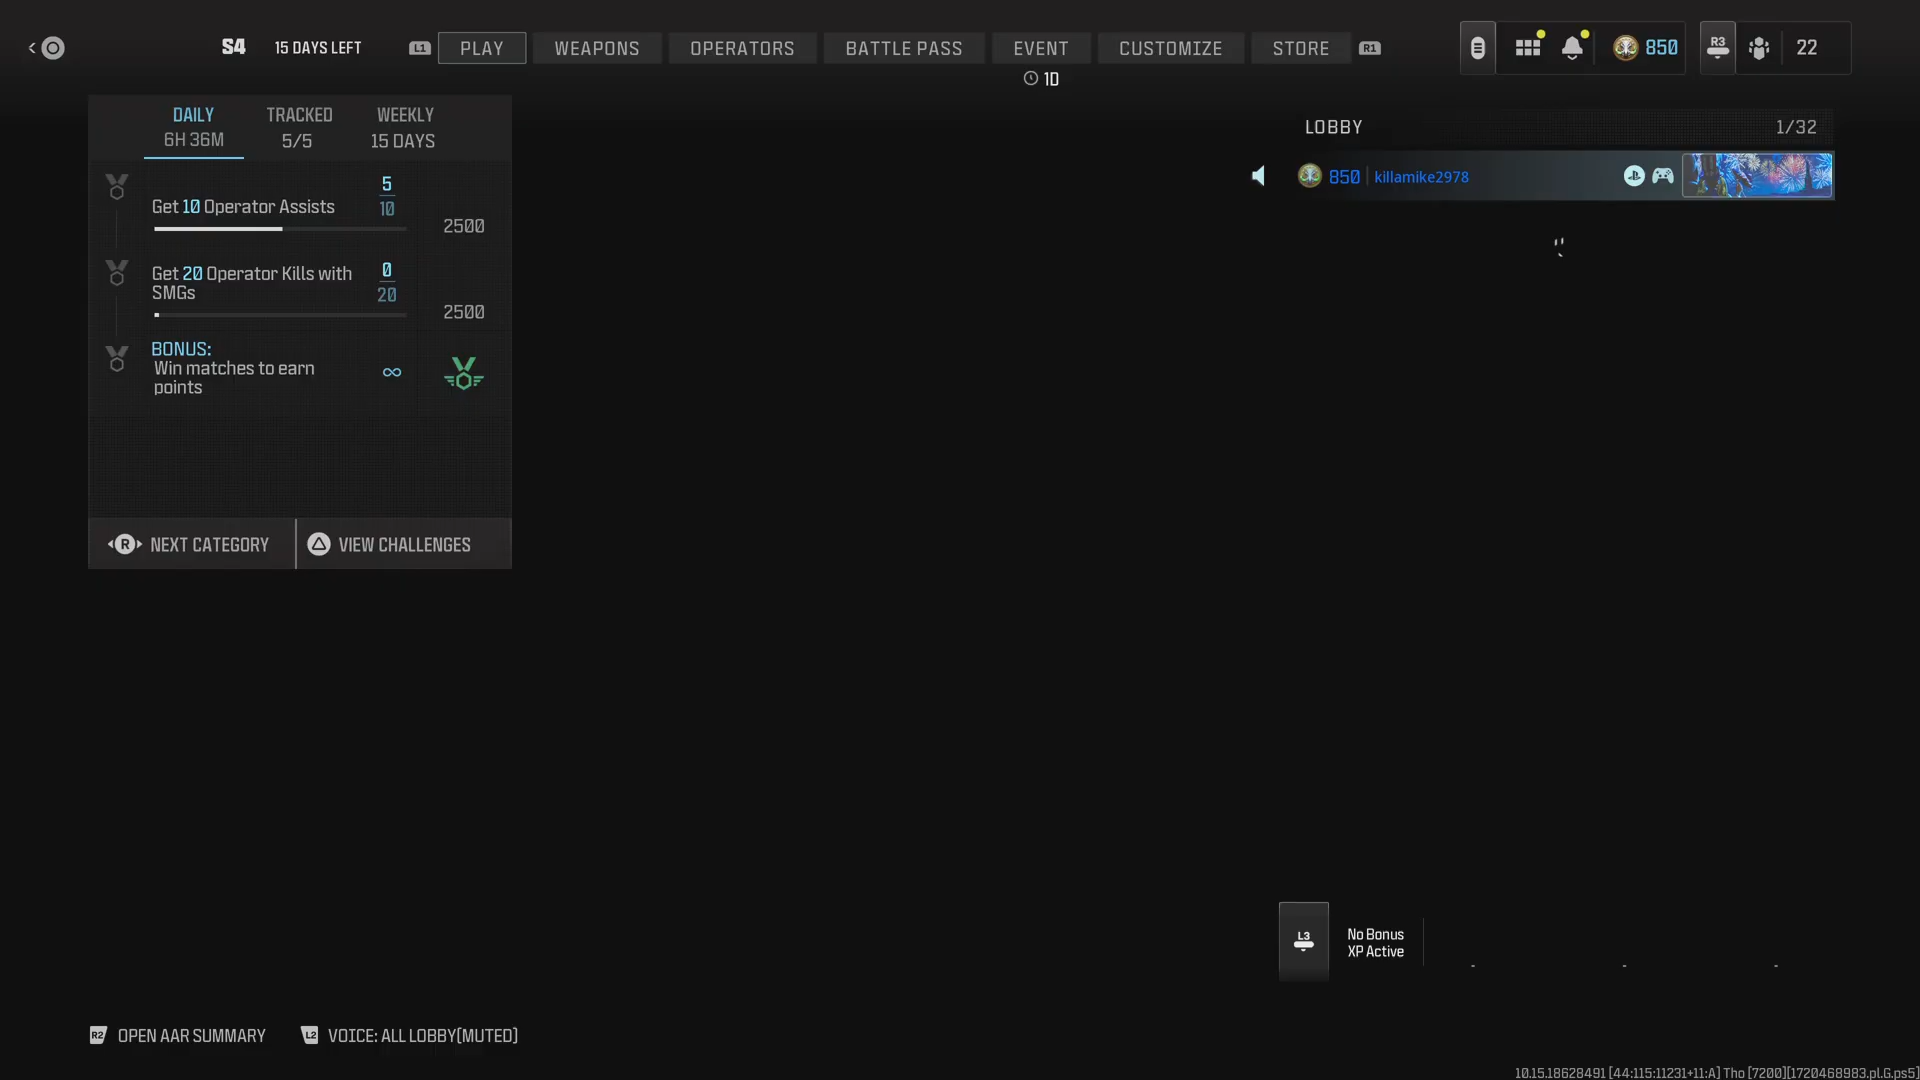 S4 15 DAYS LEFT L1 PLAY WEAPONS OPERATORS BATTLE PASS EVENT CUSTOMIZE STORE R1 850 R3 22
1D
DAILY TRACKED WEEKLY
6H 36M 5/5 15 DAYS
LOBBY 1/32
850 killamike2978
Get 10 Operator Assists 5
10
2500
Get 20 Operator Kills with 0
SMGs 20
2500
BONUS:
Win matches to earn ∞
points
R NEXT CATEGORY VIEW CHALLENGES
L3 No Bonus
XP Active
- - -
R2 OPEN AAR SUMMARY L2 VOICE: ALL LOBBY(MUTED)
10.15.18628491 [44:115:11231+11:A] Tho [7200][1720468983.pl.G.ps5]